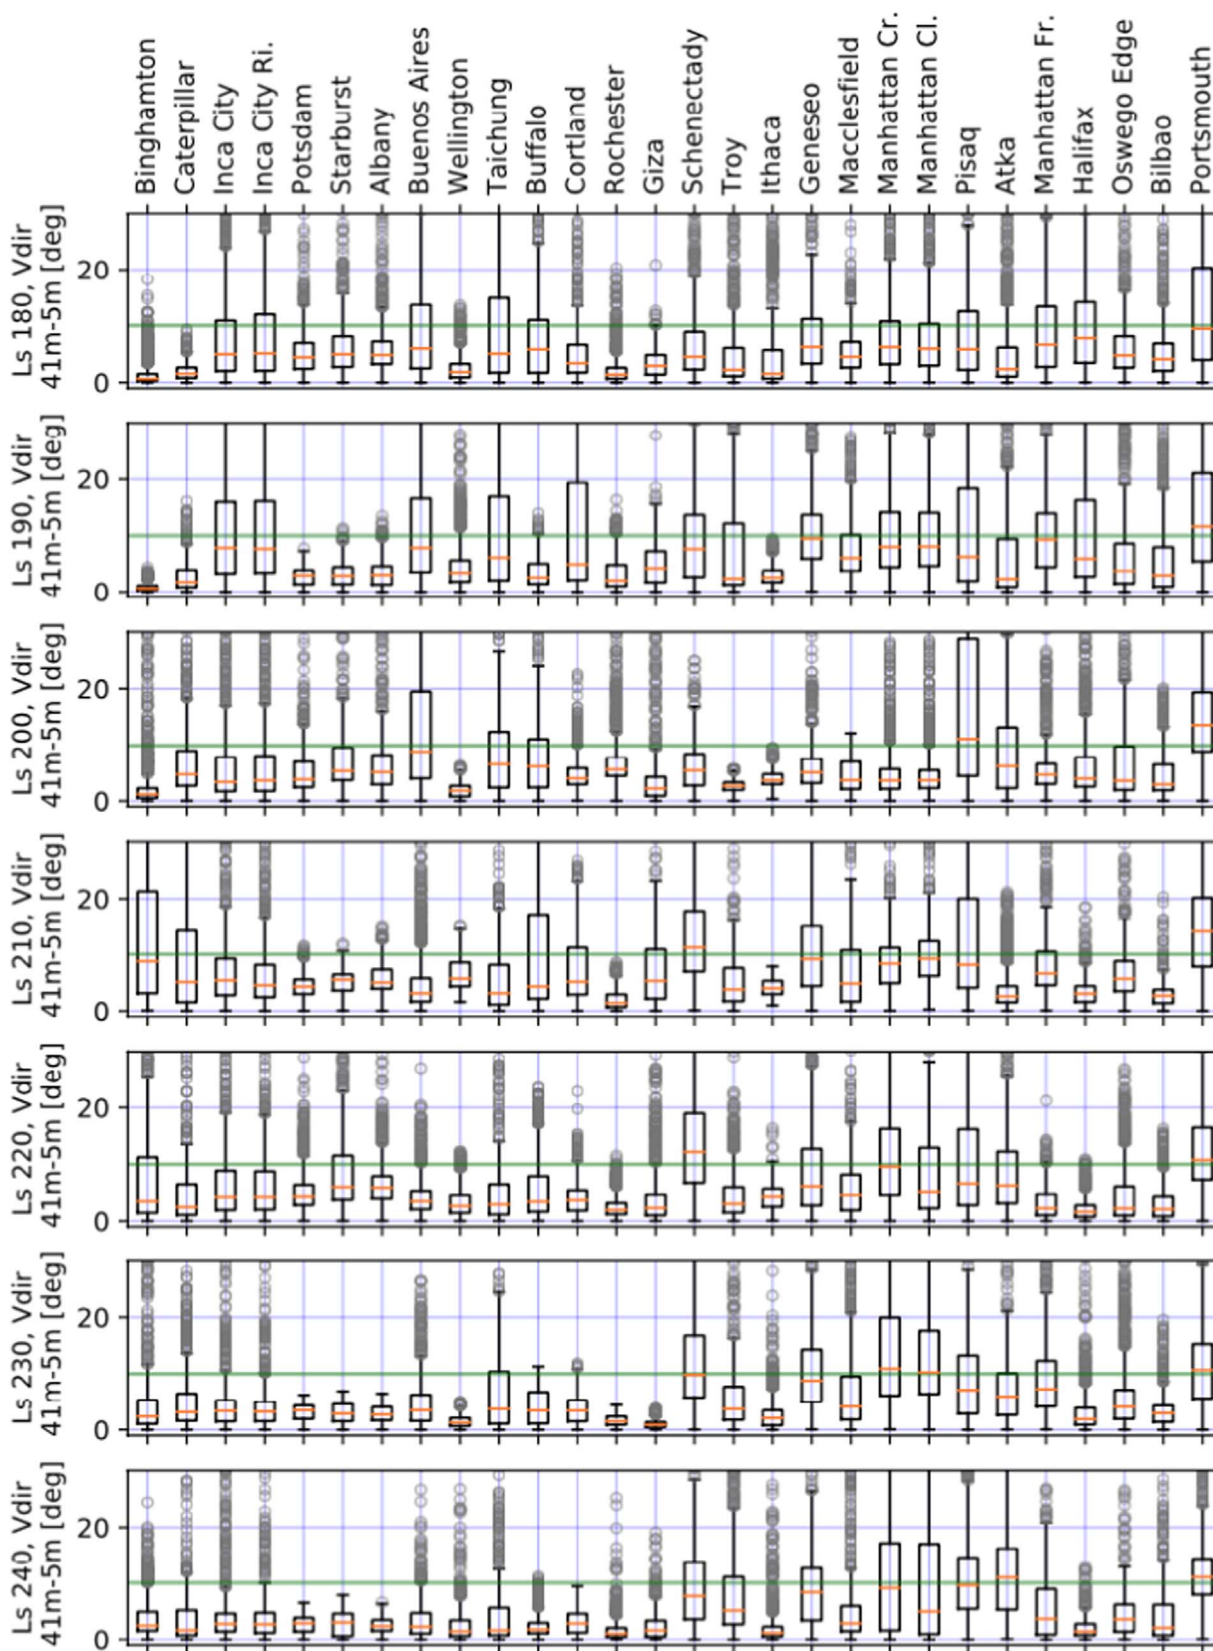 Binghamton
Caterpillar
Inca City
Inca City Ri.
Potsdam
Starburst
Albany
Buenos Aires
Wellington
Taichung
Buffalo
Cortland
Rochester
Giza
Schenectady
Troy
Ithaca
Geneseo
Macclesfield
Manhattan Cr.
Manhattan Cl.
Pisaq
Atka
Manhattan Fr.
Halifax
Oswego Edge
Bilbao
Portsmouth
Ls 180, Vdir
41m-5m [deg]
20
0
Ls 190, Vdir
41m-5m [deg]
20
0
Ls 200, Vdir
41m-5m [deg]
20
0
Ls 210, Vdir
41m-5m [deg]
20
0
Ls 220, Vdir
41m-5m [deg]
20
0
Ls 230, Vdir
41m-5m [deg]
20
0
Ls 240, Vdir
41m-5m [deg]
20
0